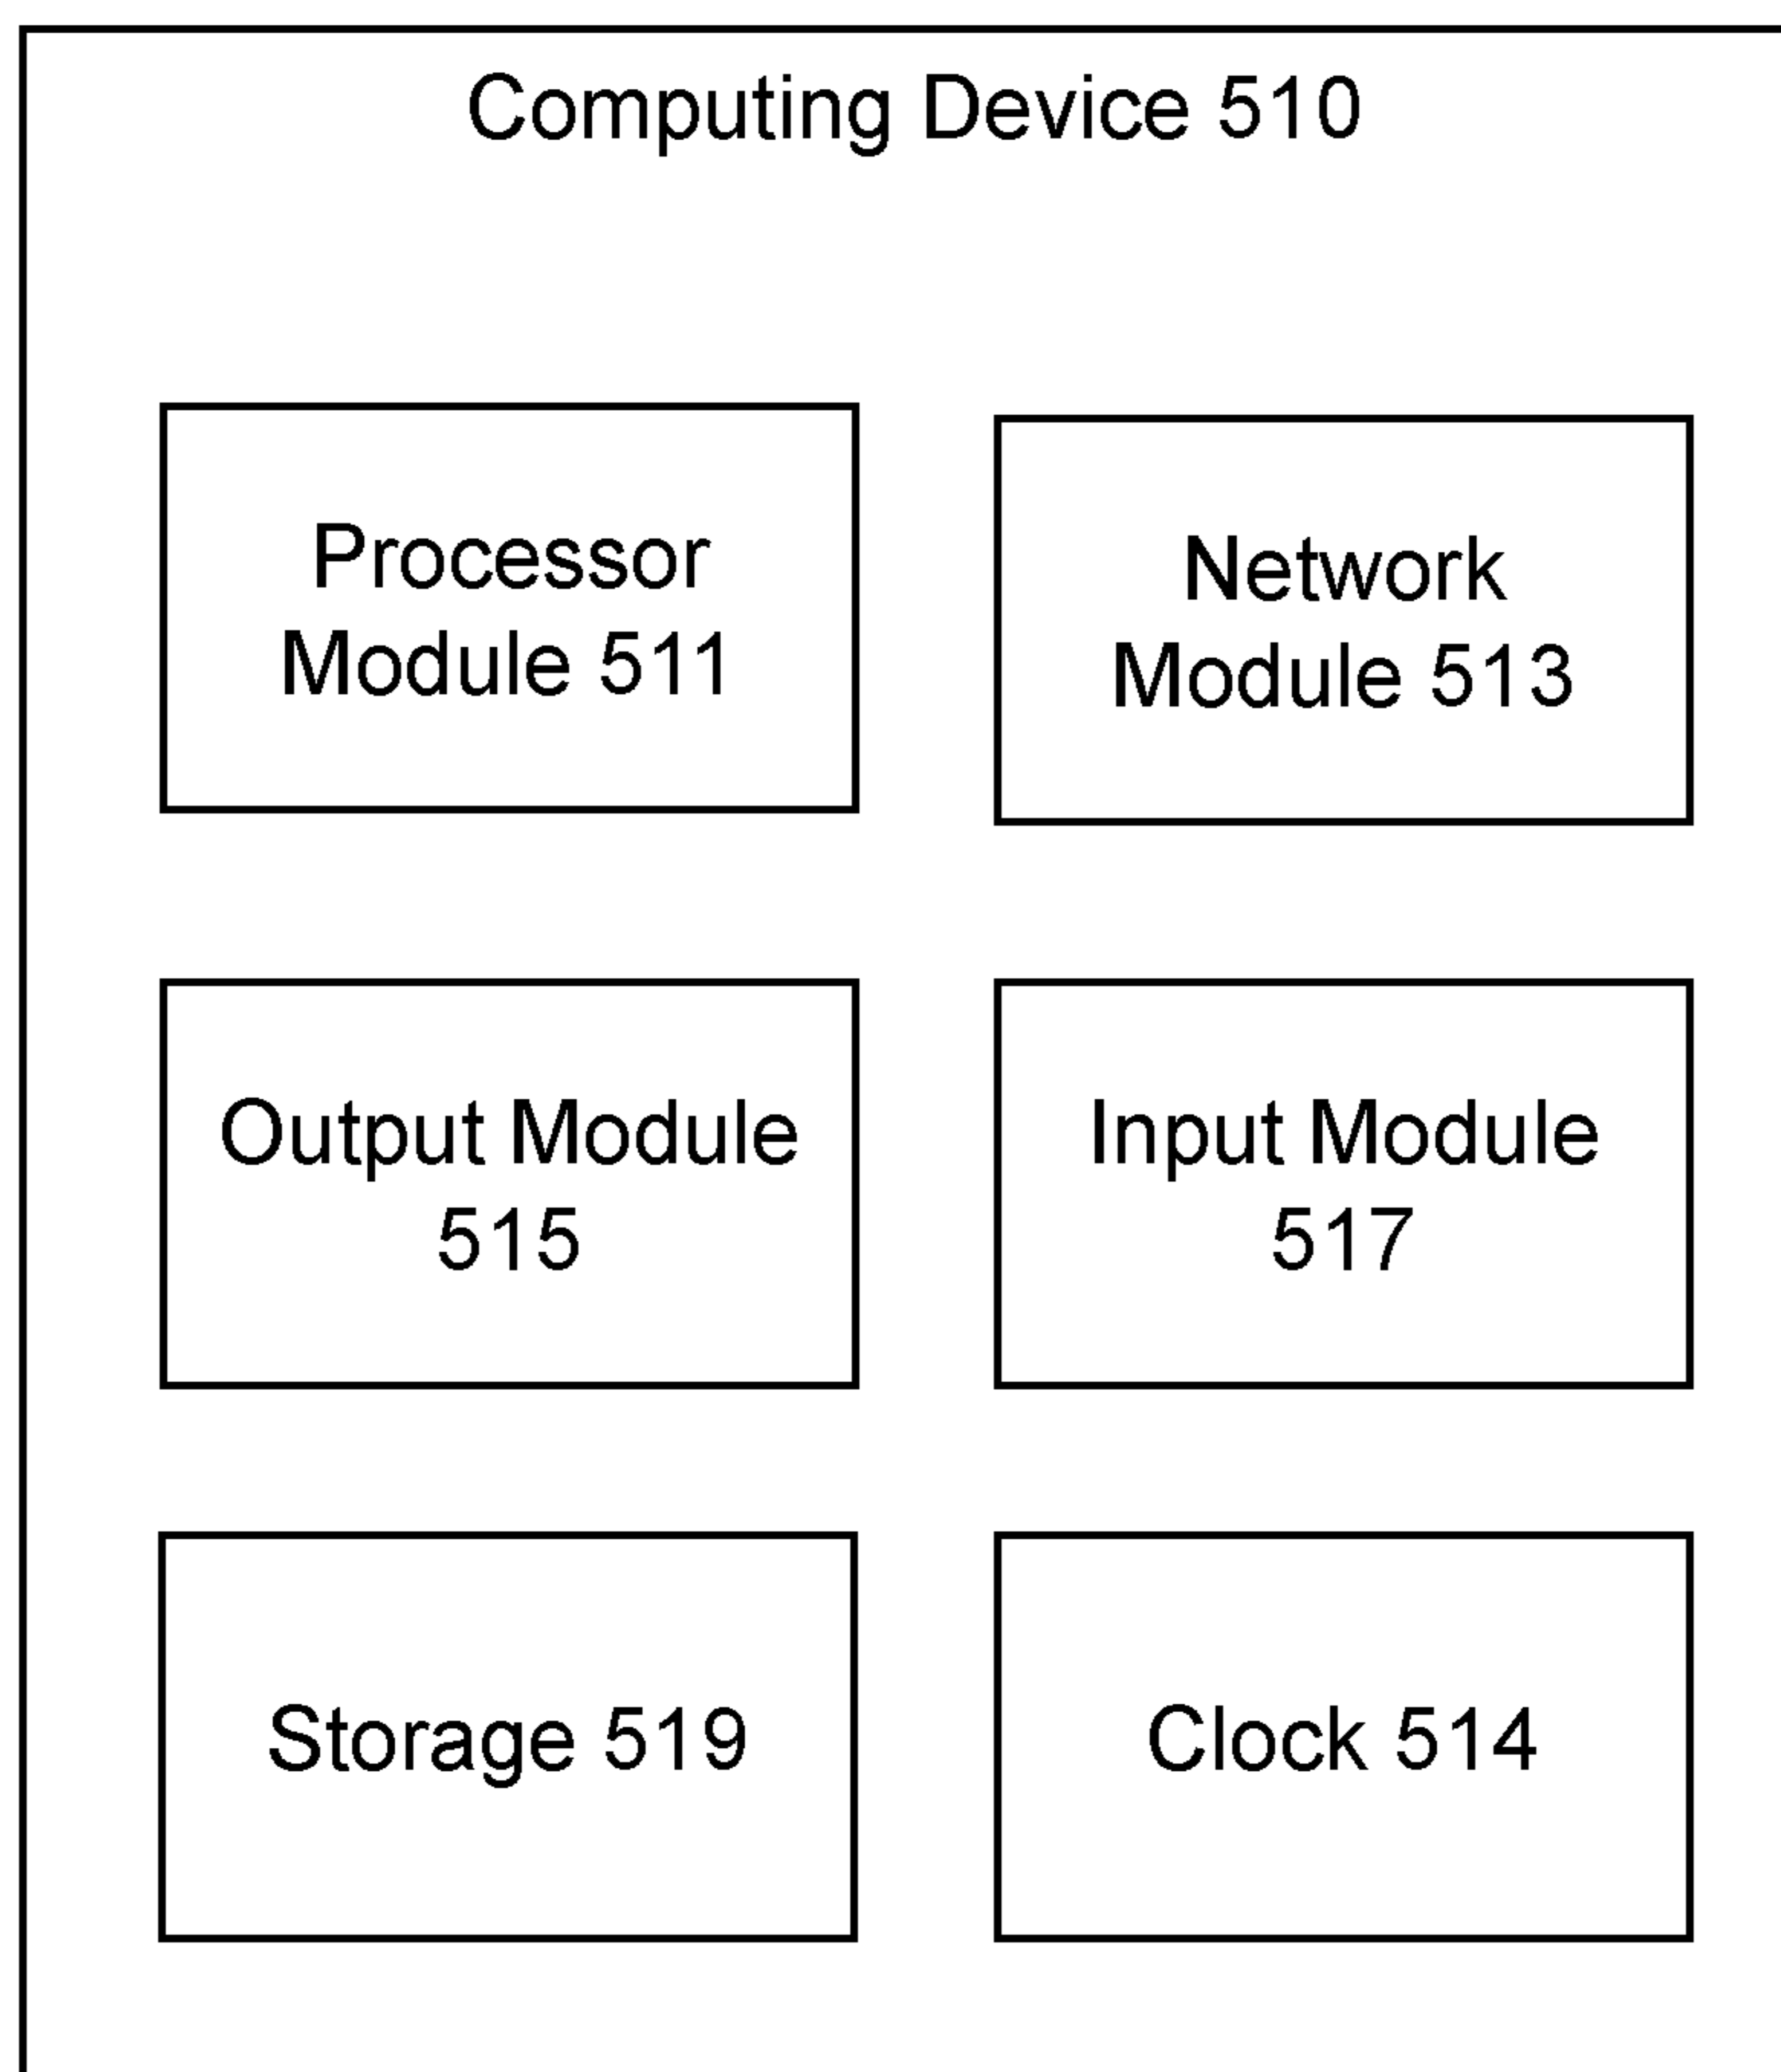 Computing Device 510
Processor
Module 511
Network
Module 513
Output Module
515
Input Module
517
Storage 519
Clock 514